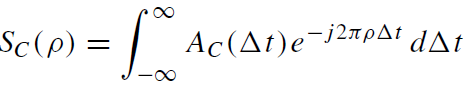 S_C(ρ) = ∫_{-∞}^{∞} A_C(Δt)e^{-j2πρΔt} dΔt